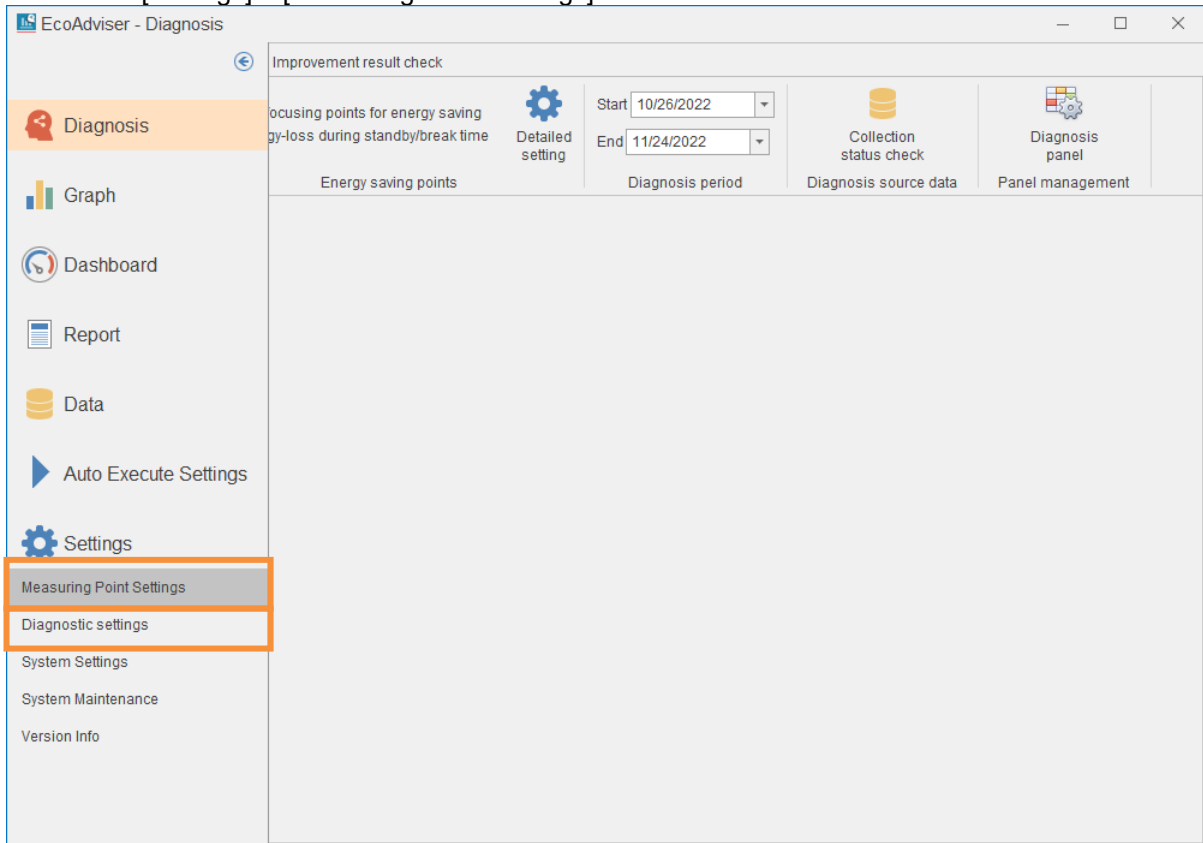 EcoAdviser - Diagnosis
Improvement result check
Diagnosis
Graph
Dashboard
Report
Data
Auto Execute Settings
Settings
Measuring Point Settings
Diagnostic settings
System Settings
System Maintenance
Version Info
ocusing points for energy saving
gy-loss during standby/break time
Detailed
setting
Energy saving points
Start 10/26/2022
End 11/24/2022
Diagnosis period
Collection
status check
Diagnosis source data
Diagnosis
panel
Panel management